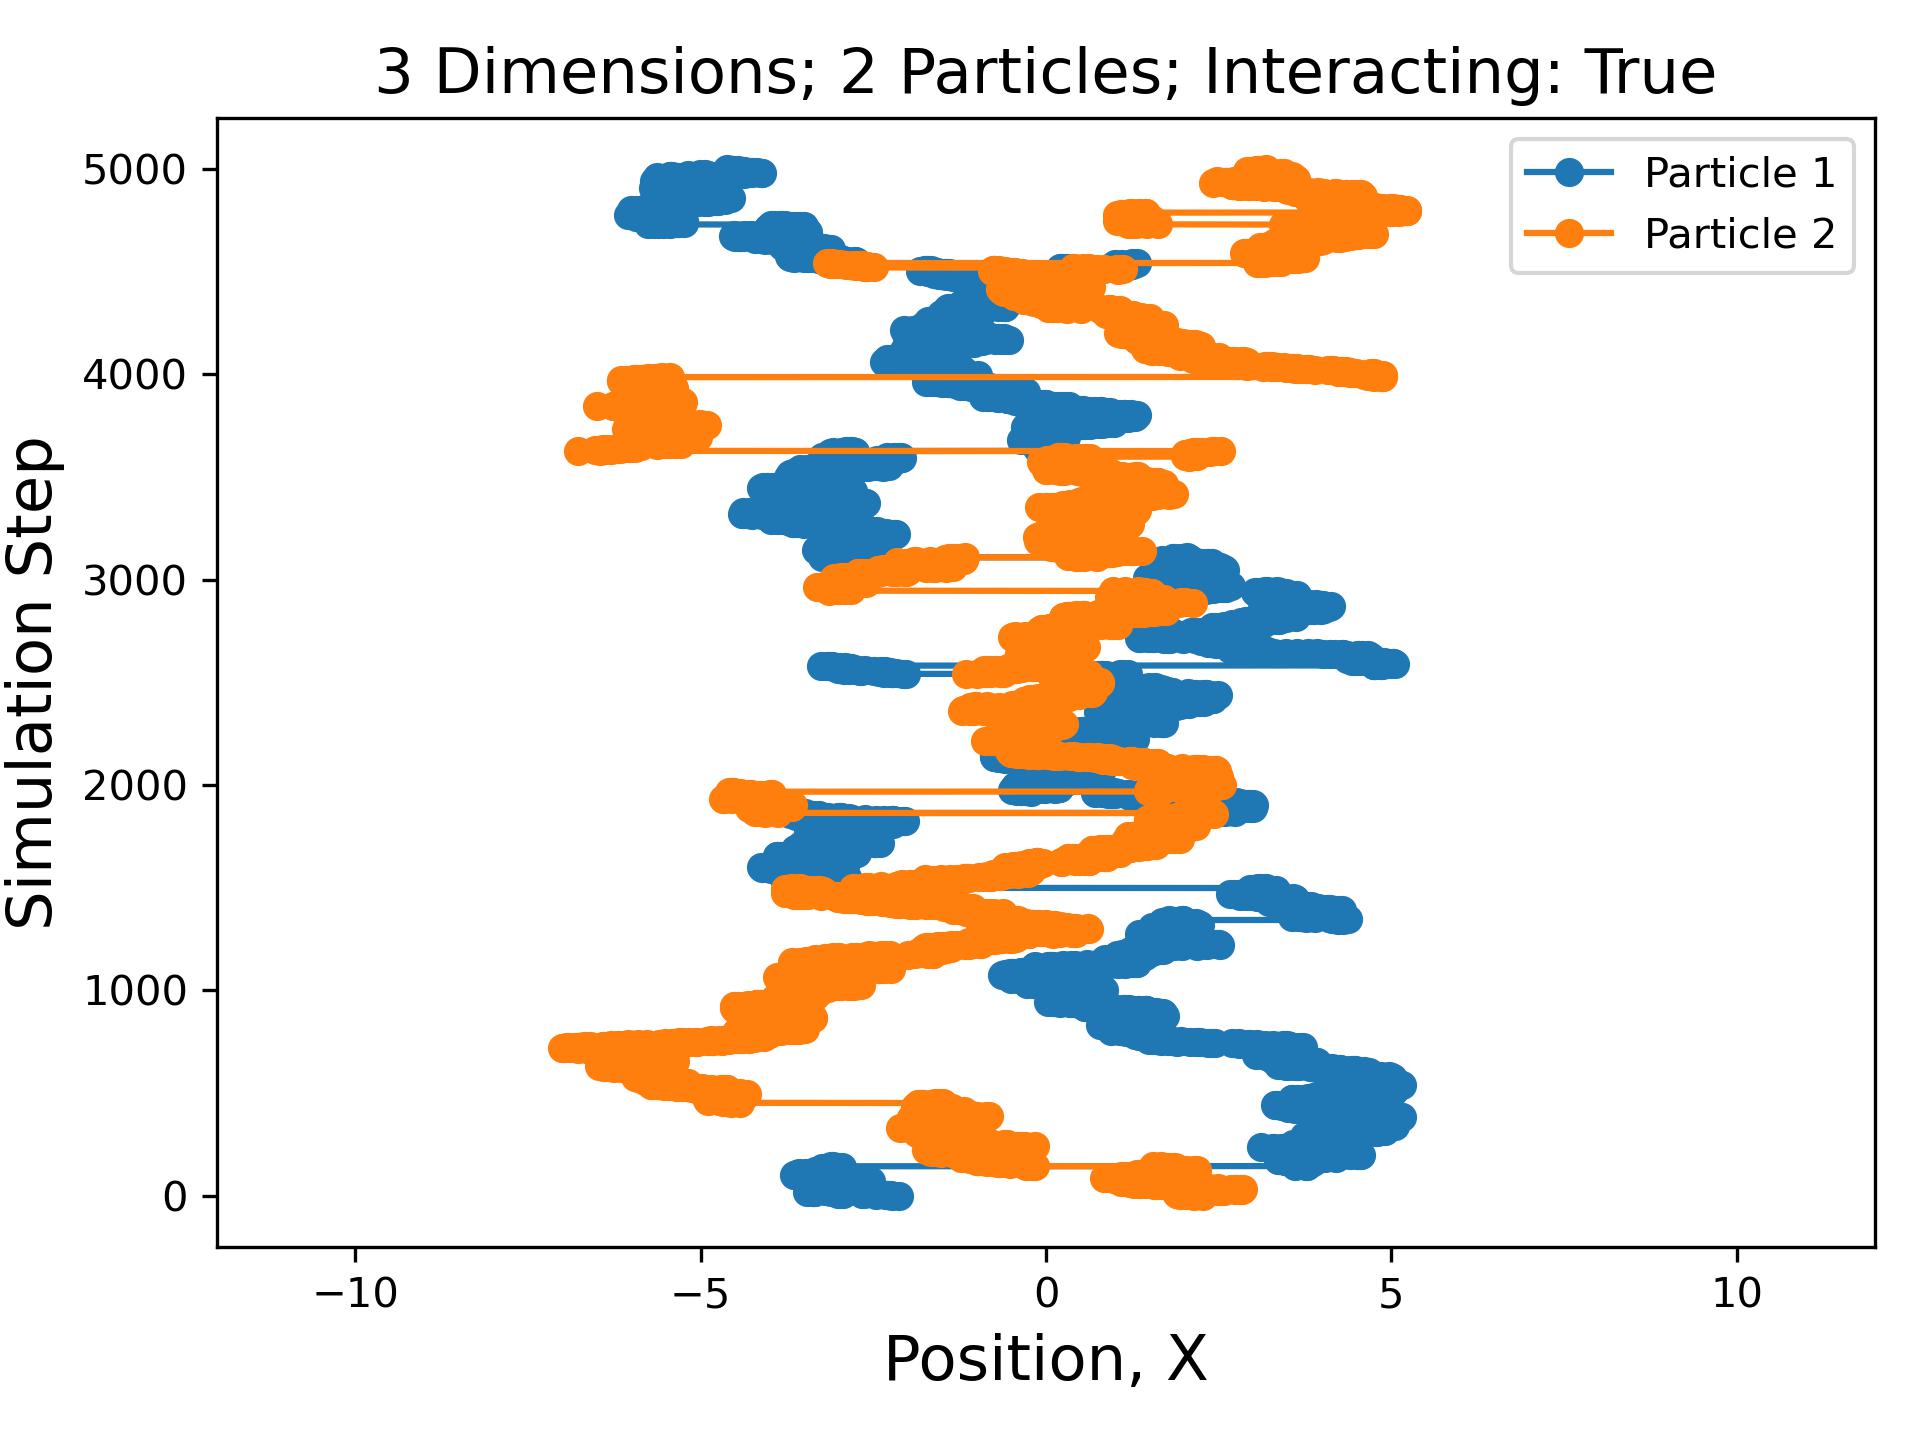 3 Dimensions; 2 Particles; Interacting: True
Particle 1
Particle 2
Simulation Step
5000
4000
3000
2000
1000
0
−10
−5
0
5
10
Position, X